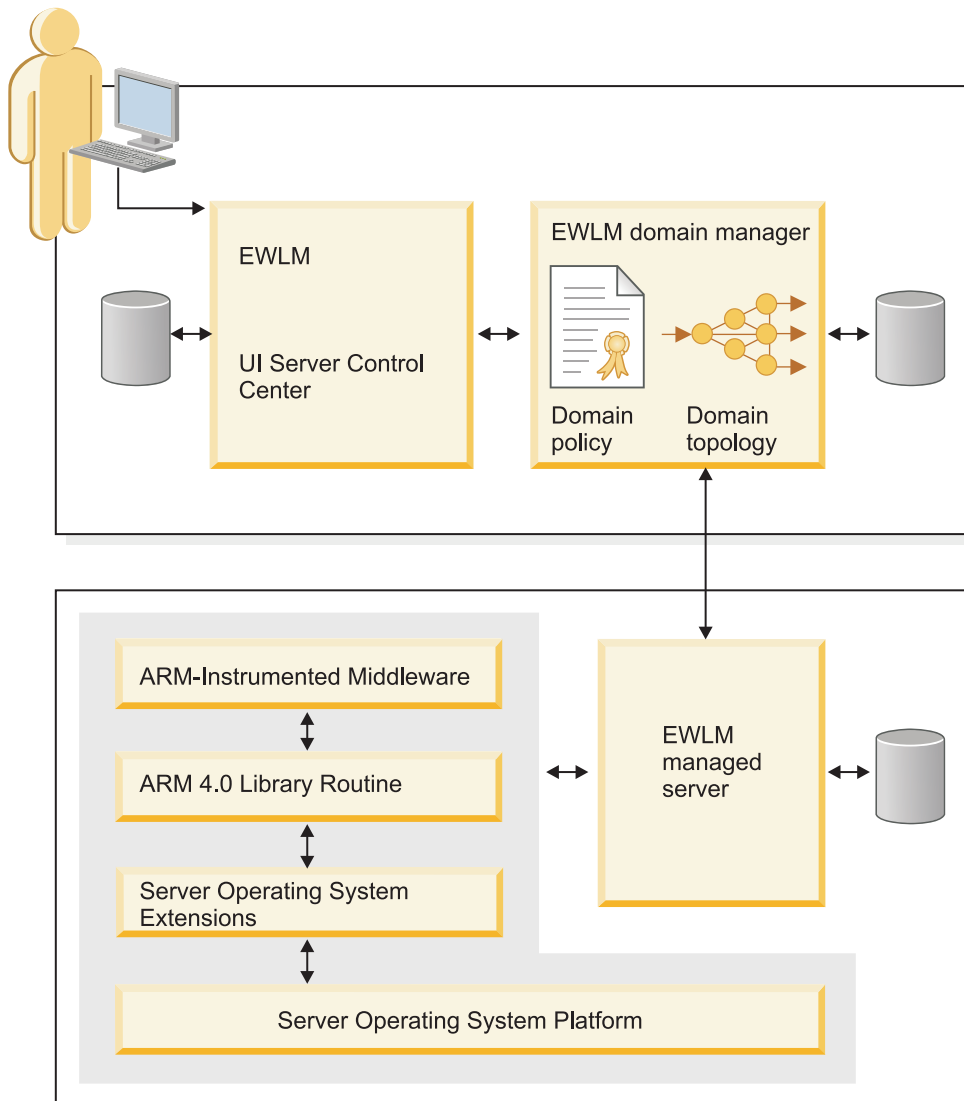 EWLM
UI Server Control
Center
EWLM domain manager
Domain
policy
Domain
topology
ARM-Instrumented Middleware
ARM 4.0 Library Routine
Server Operating System
Extensions
Server Operating System Platform
EWLM
managed
server